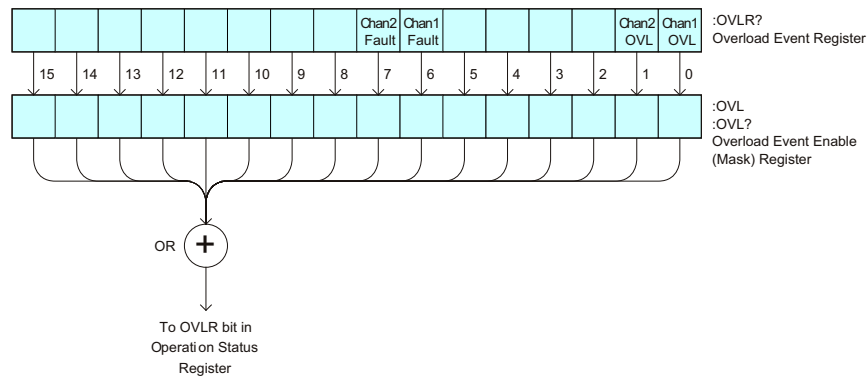 Chan2 Chan1 Chan2 Chan1 :OVLR?
Fault Fault OVL OVL Overload Event Register
15 14 13 12 11 10 9 8 7 6 5 4 3 2 1 0
:OVL
:OVL?
Overload Event Enable
(Mask) Register
OR +
To OVLR bit in
Operation Status
Register